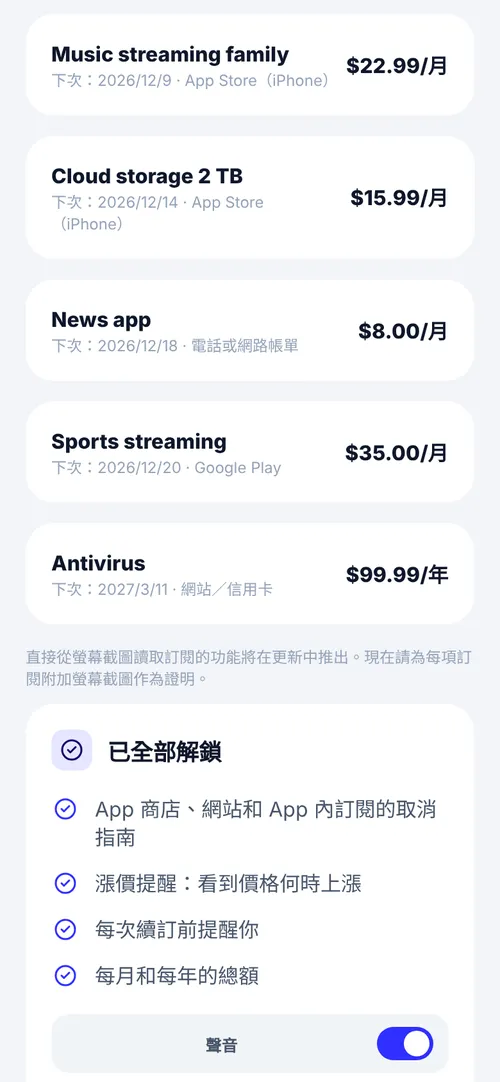 Music streaming family
$22.99/月
下次：2026/12/9 · App Store（iPhone）
Cloud storage 2 TB
下次：2026/12/14 · App Store
（iPhone）
$15.99/月
News app
下次：2026/12/18 · 電話或網路帳單
$8.00/月
Sports streaming
下次：2026/12/20 · Google Play
$35.00/月
Antivirus
下次：2027/3/11 · 網站／信用卡
$99.99/年
直接從螢幕截圖讀取訂閱的功能將在更新中推出。現在請為每項訂
閱附加螢幕截圖作為證明。
已全部解鎖
App 商店、網站和 App 內訂閱的取消
指南
漲價提醒：看到價格何時上漲
每次續訂前提醒你
每月和每年的總額
聲音